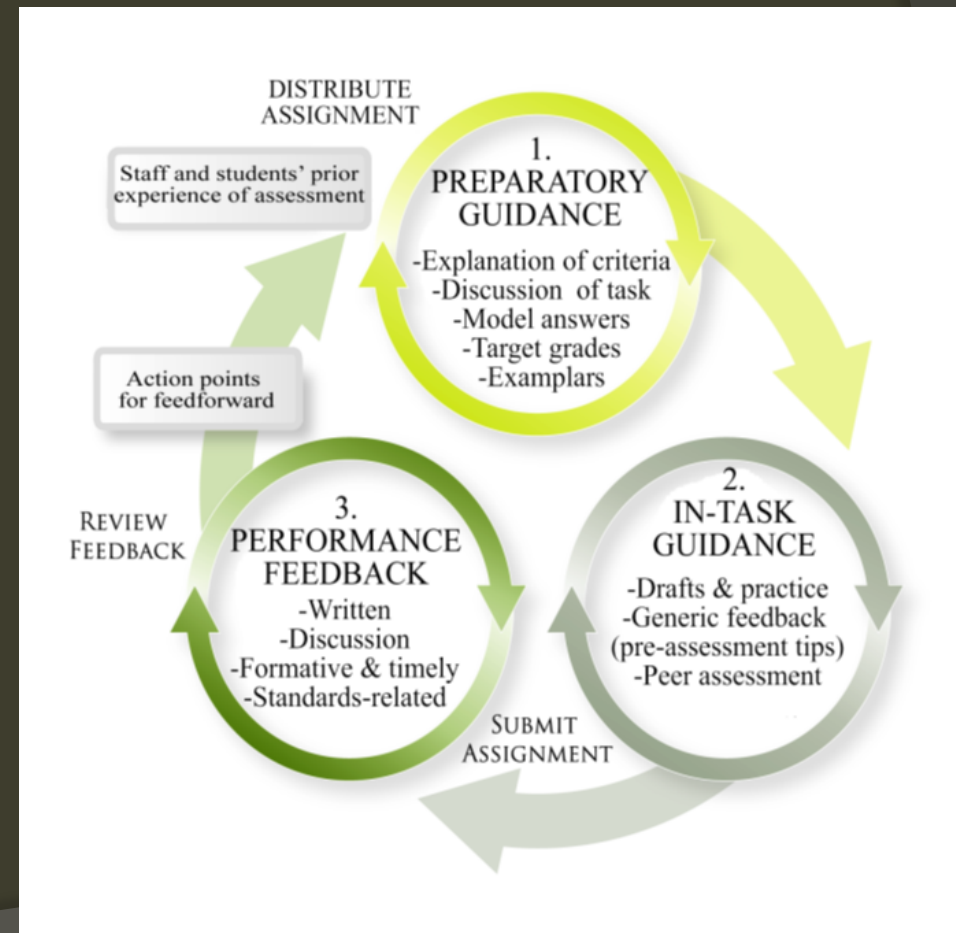 DISTRIBUTE
ASSIGNMENT
Staff and students' prior
experience of assessment
1.
PREPARATORY
GUIDANCE
-Explanation of criteria
-Discussion  of task
-Model answers
-Target grades
-Examplars
Action points
for feedforward
2.
IN-TASK
GUIDANCE
-Drafts & practice
-Generic feedback
(pre-assessment tips)
-Peer assessment
SUBMIT
ASSIGNMENT
3.
PERFORMANCE
FEEDBACK
-Written
-Discussion
-Formative & timely
-Standards-related
REVIEW
FEEDBACK